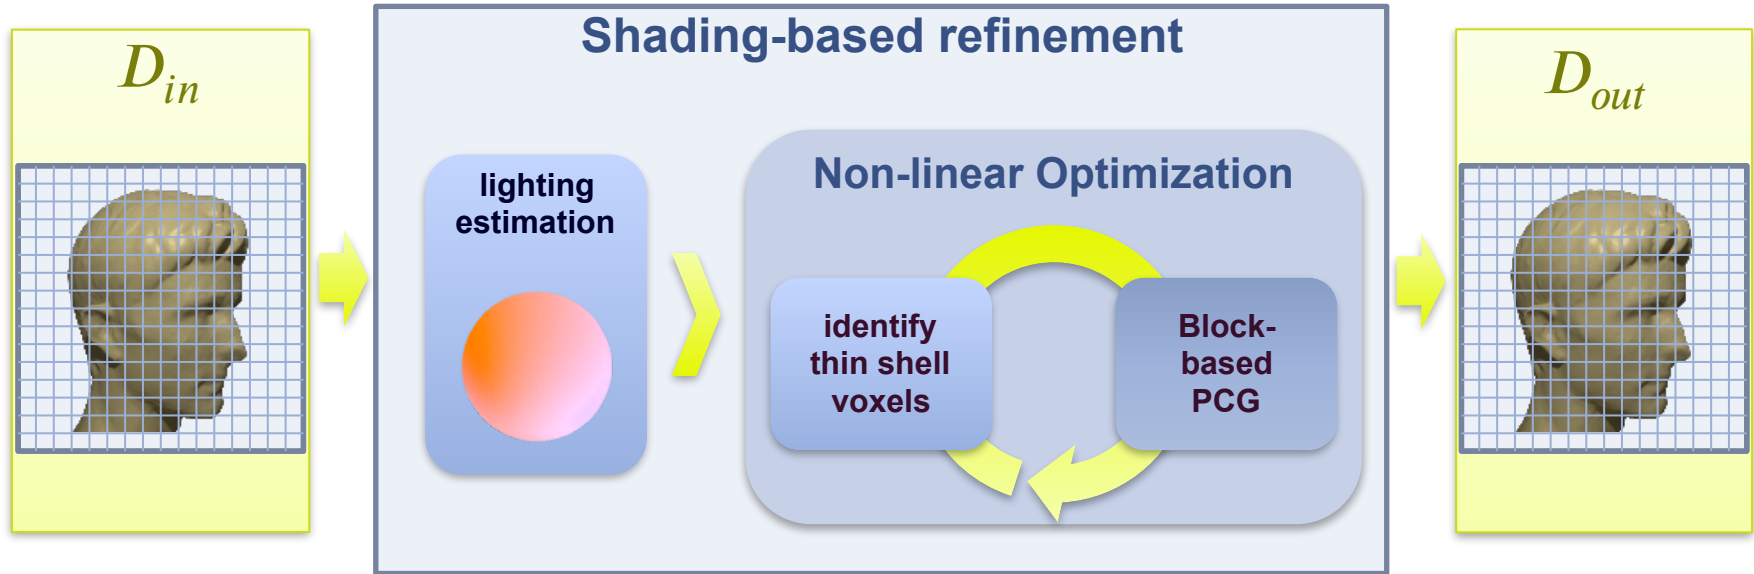 D_in
Shading-based refinement
lighting
estimation
Non-linear Optimization
identify
thin shell
voxels
Block-
based
PCG
D_out